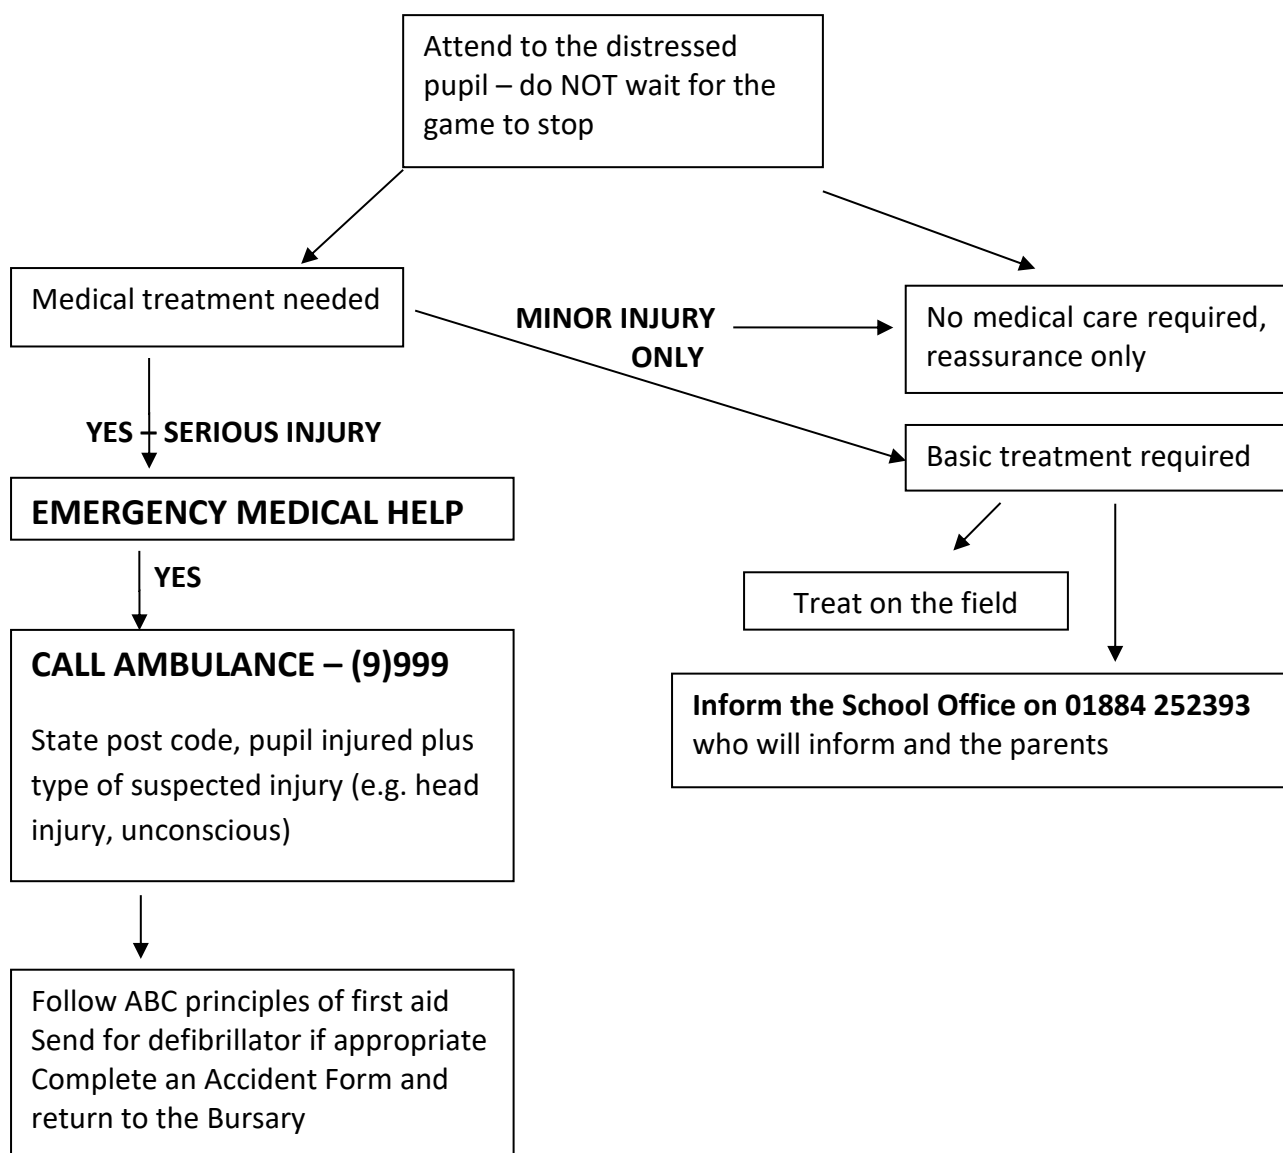 Attend to the distressed
pupil – do NOT wait for the
game to stop
Medical treatment needed
MINOR INJURY
ONLY
No medical care required,
reassurance only
YES – SERIOUS INJURY
Basic treatment required
EMERGENCY MEDICAL HELP
YES
Treat on the field
CALL AMBULANCE – (9)999
State post code, pupil injured plus
type of suspected injury (e.g. head
injury, unconscious)
Inform the School Office on 01884 252393
who will inform and the parents
Follow ABC principles of first aid
Send for defibrillator if appropriate
Complete an Accident Form and
return to the Bursary